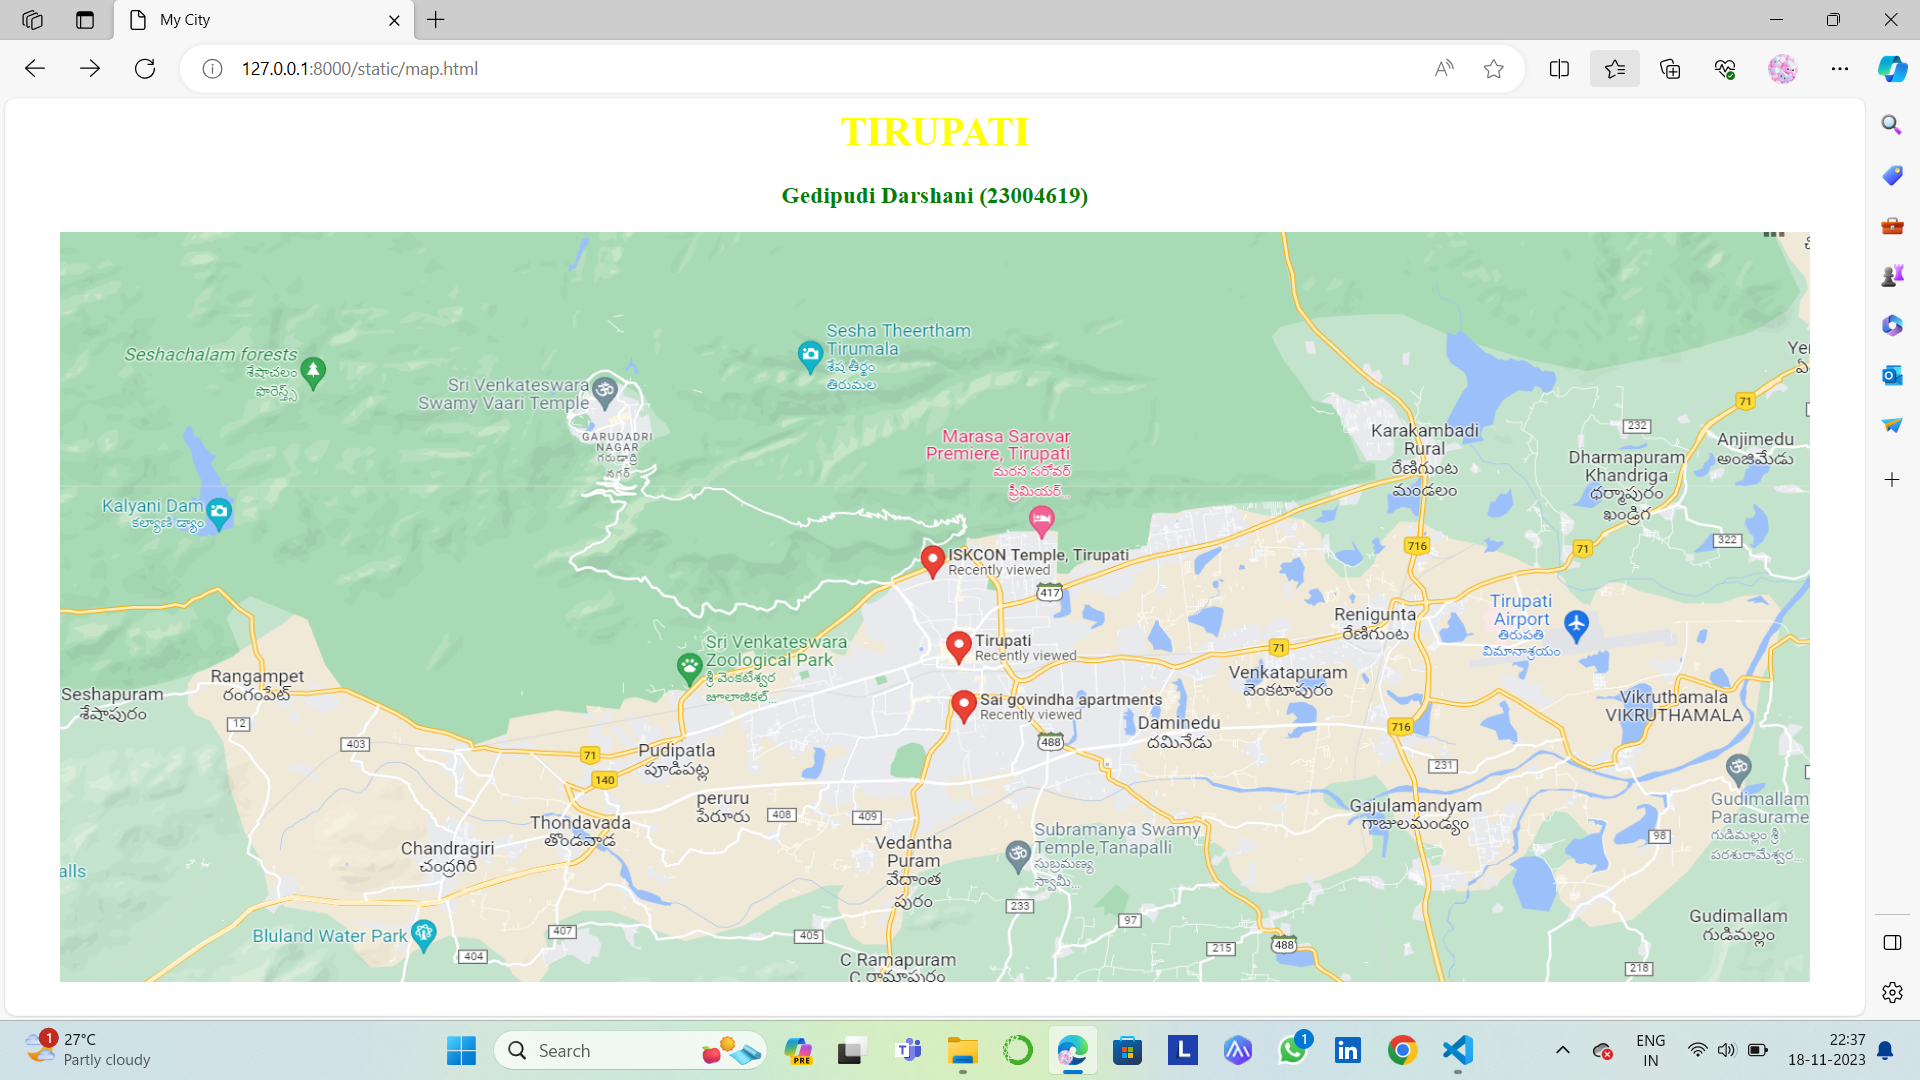 My City
127.0.0.1:8000/static/map.html
TIRUPATI
Gedipudi Darshani (23004619)
Seshachalam forests
శేషాచలం
ఫారెస్ట్స్
Sri Venkateswara
Swamy Vaari Temple
Sesha Theertham
Tirumala
శేష తీర్థం
తిరుమల
GARUDADRI
NAGAR
గరుడాద్రి
నగర్
Marasa Sarovar
Premiere, Tirupati
మరస సరోవర్
ప్రీమియర్...
Kalyani Dam
కల్యాణి డ్యాం
Karakambadi
Rural
రేణిగుంట
మండలం
71
232
Anjimedu
అంజిమేడు
Dharmapuram
Khandriga
ధర్మాపురం
ఖండ్రిగ
322
716
71
ISKCON Temple, Tirupati
Recently viewed
417
Tirupati
Recently viewed
Sri Venkateswara
Zoological Park
శ్రీ వెంకటేశ్వర
జూలాజికల్...
Renigunta
రేణిగుంట
Tirupati
Airport
తిరుపతి
విమానాశ్రయం
71
Venkatapuram
వెంకటాపురం
Rangampet
రంగంపేట్
Seshapuram
శేషాపురం
12
403
Sai govindha apartments
Recently viewed
Daminedu
దమినేడు
488
716
Vikruthamala
VIKRUTHAMALA
71
140
Pudipatla
పూడిపట్ల
peruru
పేరూరు
408
409
231
Gajulamandyam
గాజులమండ్యం
Gudimallam
Parasurame
గుడిమల్లం శ్రీ
పరశురామేశ్వర...
98
Thondavada
తొండవాడ
Chandragiri
చంద్రగిరి
Vedantha
Puram
వేదాంత
పురం
Subramanya Swamy
Temple,Tanapalli
సుబ్రమణ్య
స్వామీ...
alls
233
97
Bluland Water Park
407
404
405
215
488
218
Gudimallam
గుడిమల్లం
C Ramapuram
C. రామాపురం
1
27°C
Partly cloudy
Search
PRE
L
1
ENG
IN
22:37
18-11-2023